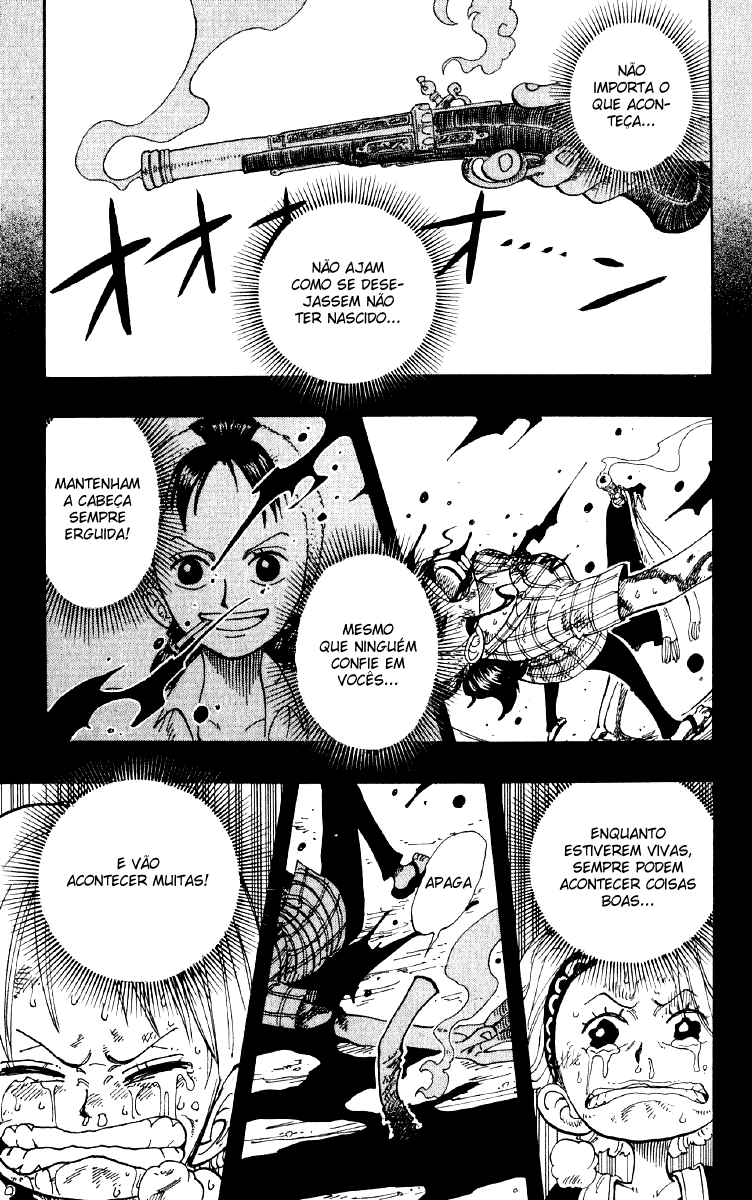 NÃO
IMPORTA O
QUE ACON-
TEÇA...
オオオオ....ン
NÃO AJAM
COMO SE DESE-
JASSEM NÃO
TER NASCIDO...
MESMO
QUE NINGUÉM
CONFIE EM
VOCÊS...
MANTENHAM
A CABEÇA
SEMPRE
ERGUIDA!
ENQUANTO
ESTIVEREM VIVAS,
SEMPRE PODEM
ACONTECER COISAS
BOAS...
APAGA
E VÃO
ACONTECER MUITAS!